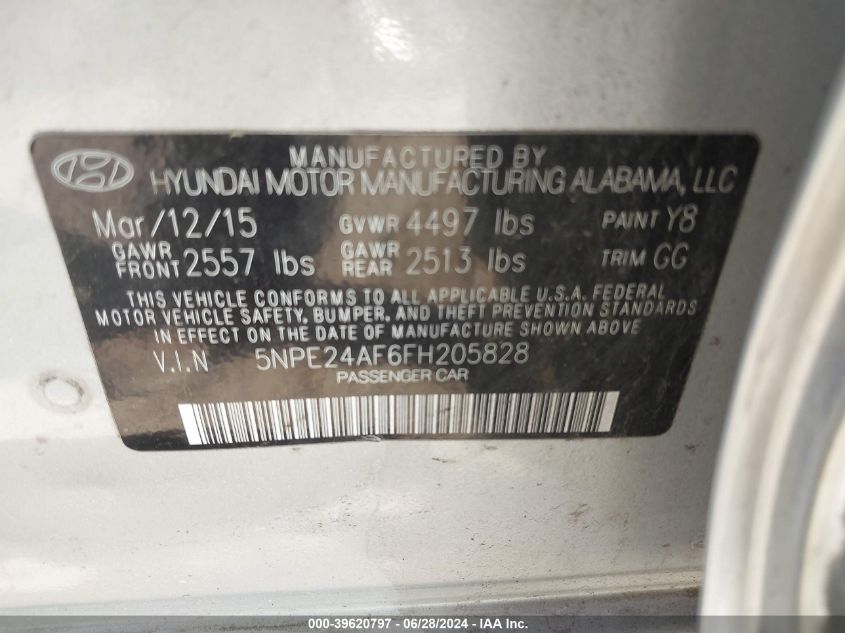 MANUFACTURED BY
HYUNDAI MOTOR MANUFACTURING ALABAMA, LLC
Mar/12/15 GVWR 4497 lbs PAINT Y8
GAWR FRONT 2557 lbs GAWR REAR 2513 lbs TRIM GG
THIS VEHICLE CONFORMS TO ALL APPLICABLE U.S.A. FEDERAL
MOTOR VEHICLE SAFETY, BUMPER, AND THEFT PREVENTION STANDARDS
IN EFFECT ON THE DATE OF MANUFACTURE SHOWN ABOVE.
V.I.N 5NPE24AF6FH205828
PASSENGER CAR
000-39620797 - 06/28/2024 - IAA Inc.